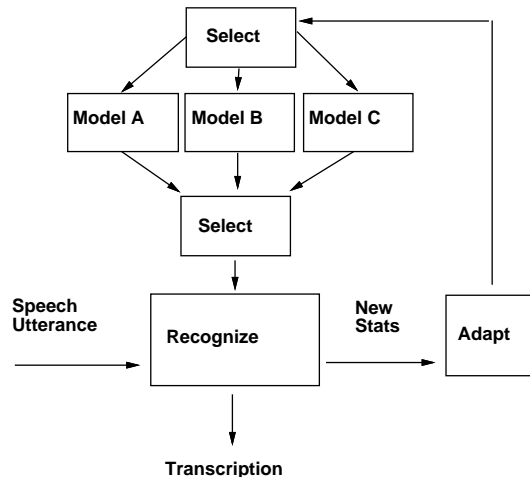 Select
Model A
Model B
Model C
Select
Speech
Utterance
Recognize
New
Stats
Adapt
Transcription